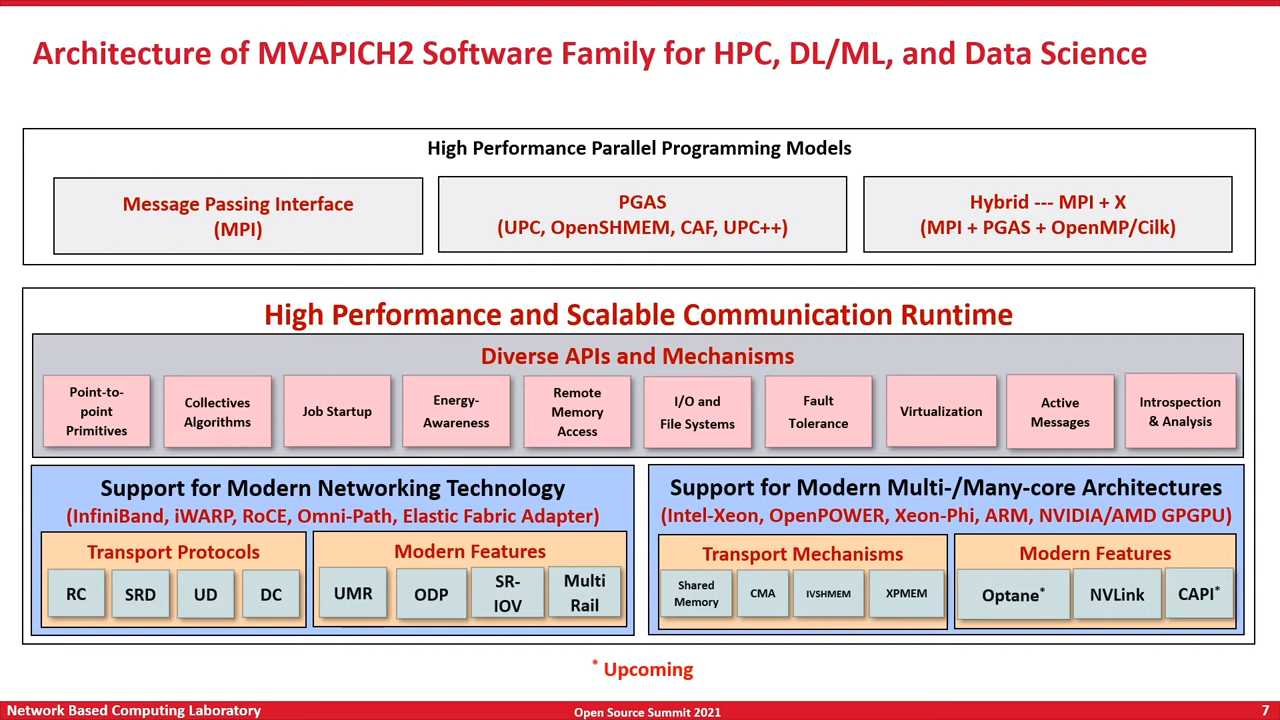 Architecture of MVAPICH2 Software Family for HPC, DL/ML, and Data Science
High Performance Parallel Programming Models
Message Passing Interface
(MPI)
PGAS
(UPC, OpenSHMEM, CAF, UPC++)
Hybrid --- MPI + X
(MPI + PGAS + OpenMP/Cilk)
High Performance and Scalable Communication Runtime
Diverse APIs and Mechanisms
Point-to-
point
Primitives
Collectives
Algorithms
Job Startup
Energy-
Awareness
Remote
Memory
Access
I/O and
File Systems
Fault
Tolerance
Virtualization
Active
Messages
Introspection
& Analysis
Support for Modern Networking Technology
(InfiniBand, iWARP, RoCE, Omni-Path, Elastic Fabric Adapter)
Transport Protocols
RC
SRD
UD
DC
Modern Features
UMR
ODP
SR-
IOV
Multi
Rail
Support for Modern Multi-/Many-core Architectures
(Intel-Xeon, OpenPOWER, Xeon-Phi, ARM, NVIDIA/AMD GPGPU)
Transport Mechanisms
Shared
Memory
CMA
IVSHMEM
XPMEM
Modern Features
Optane*
NVLink
CAPI*
* Upcoming
Network Based Computing Laboratory
Open Source Summit 2021
7